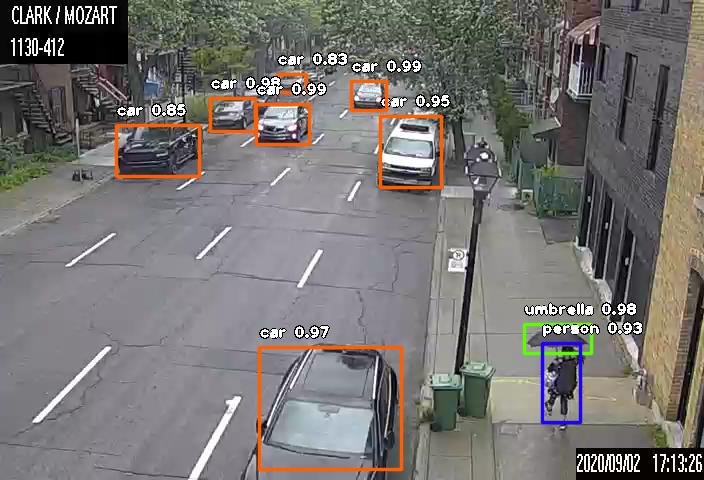 CLARK / MOZART
1130-412
car 0.83
car 0.99
car 0.98
car 0.99
car 0.95
car 0.85
umbrella 0.98
person 0.93
car 0.97
2020/09/02 17:13:26